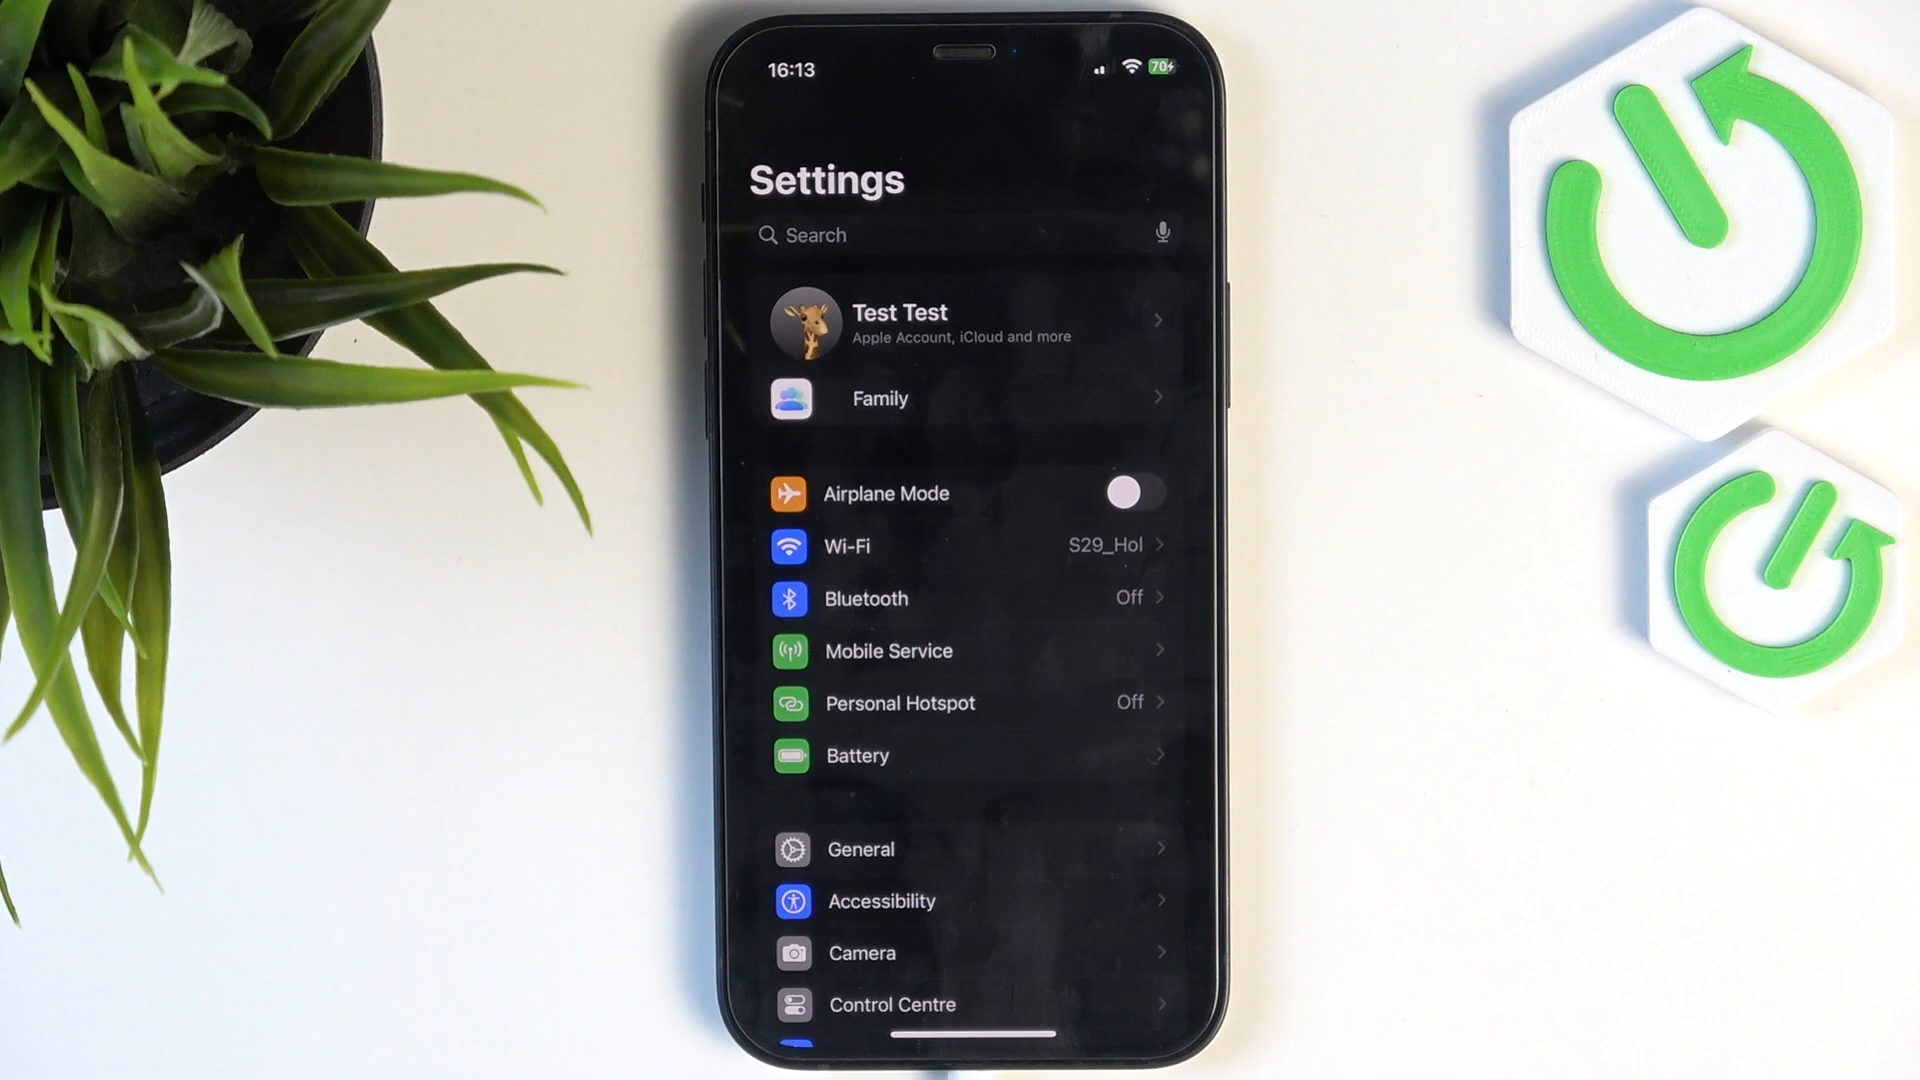 16:13
70
Settings
Search
Test Test
Apple Account, iCloud and more
Family
Airplane Mode
Wi-Fi S29_Hol
Bluetooth Off
Mobile Service
Personal Hotspot Off
Battery
General
Accessibility
Camera
Control Centre